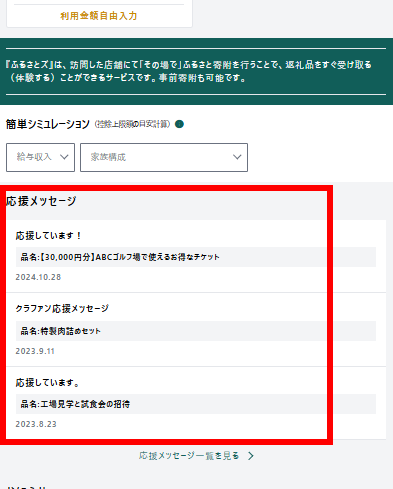 利用金額自由入力
『ふるさとズ』は、訪問した店舗にて「その場で」ふるさと寄附を行うことで、返礼品をすぐ受け取る
（体験する）ことができるサービスです。事前寄附も可能です。
簡単シミュレーション（控除上限額の目安計算）
給与収入
家族構成
応援メッセージ
応援しています！
品名:【30,000円分】ABCゴルフ場で使えるお得なチケット
2024.10.28
クラファン応援メッセージ
品名:特製肉詰めセット
2023.9.11
応援しています。
品名:工場見学と試食会の招待
2023.8.23
応援メッセージ一覧を見る